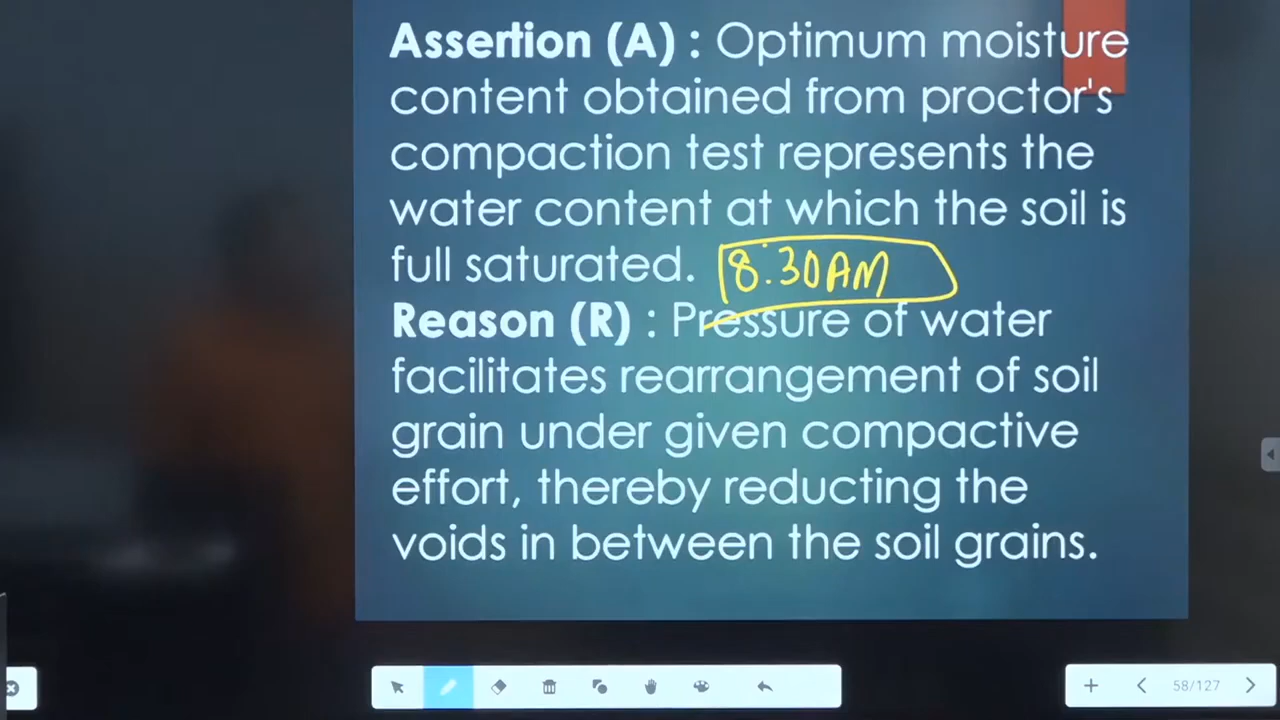 Assertion (A) : Optimum moisture
content obtained from proctor's
compaction test represents the
water content at which the soil is
full saturated. 8:30AM
Reason (R) : Pressure of water
facilitates rearrangement of soil
grain under given compactive
effort, thereby reducting the
voids in between the soil grains.
58/127